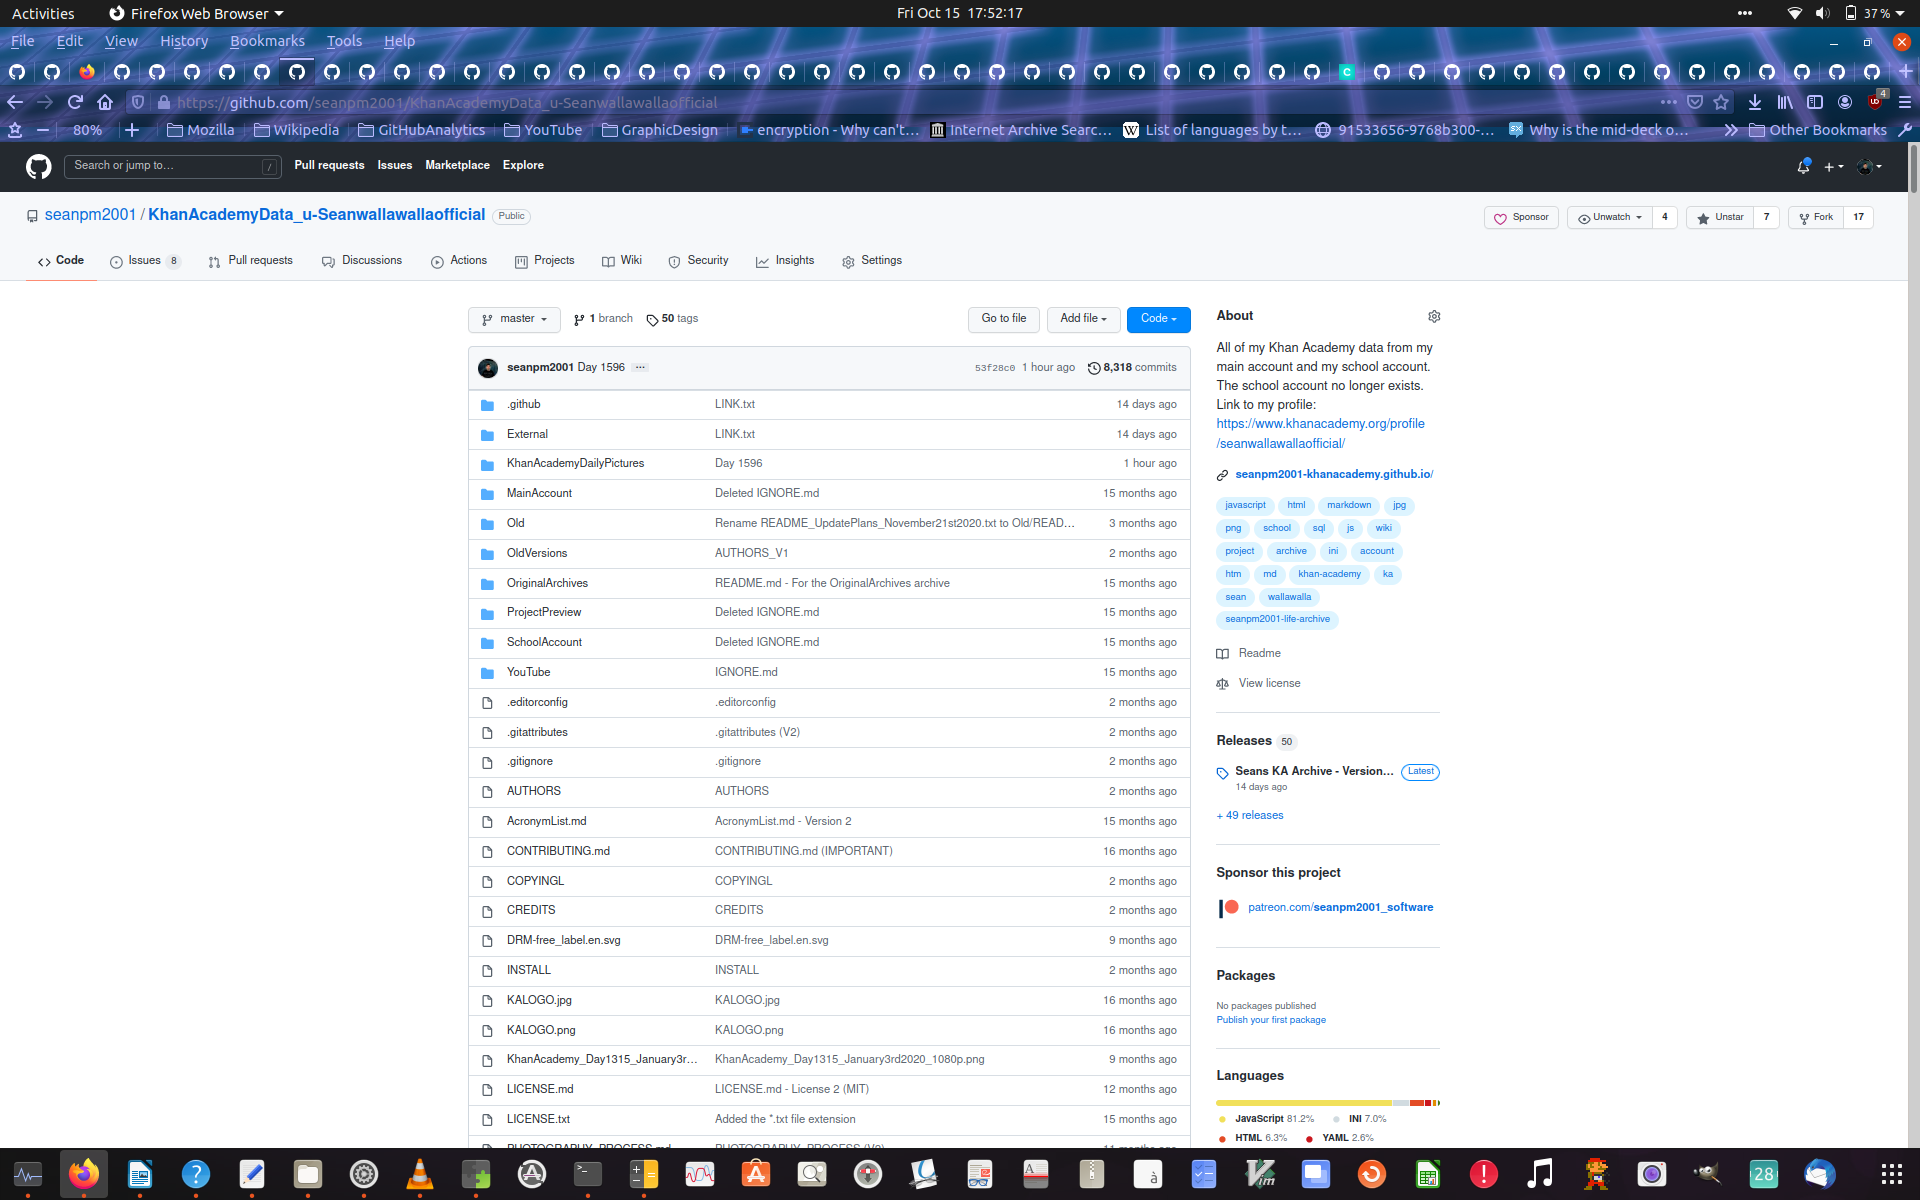 Activities Firefox Web Browser Fri Oct 15 17:52:17 37 %
File Edit View History Bookmarks Tools Help
https://github.com/seanpm2001/KhanAcademyData_u-Seanwallawallaofficial 4
80% Mozilla Wikipedia GitHubAnalytics YouTube GraphicDesign encryption - Why can't... Internet Archive Searc... List of languages by t... 91533656-9768b300-... Why is the mid-deck o... Other Bookmarks
Search or jump to... / Pull requests Issues Marketplace Explore
seanpm2001 / KhanAcademyData_u-Seanwallawallaofficial Public Sponsor Unwatch 4 Unstar 7 Fork 17
Code Issues 8 Pull requests Discussions Actions Projects Wiki Security Insights Settings
master 1 branch 50 tags Go to file Add file Code
seanpm2001 Day 1596 ... 53f28c0 1 hour ago 8,318 commits
.github LINK.txt 14 days ago
External LINK.txt 14 days ago
KhanAcademyDailyPictures Day 1596 1 hour ago
MainAccount Deleted IGNORE.md 15 months ago
Old Rename README_UpdatePlans_November21st2020.txt to Old/READ... 3 months ago
OldVersions AUTHORS_V1 2 months ago
OriginalArchives README.md - For the OriginalArchives archive 15 months ago
ProjectPreview Deleted IGNORE.md 15 months ago
SchoolAccount Deleted IGNORE.md 15 months ago
YouTube IGNORE.md 15 months ago
.editorconfig .editorconfig 2 months ago
.gitattributes .gitattributes (V2) 2 months ago
.gitignore .gitignore 2 months ago
AUTHORS AUTHORS 2 months ago
AcronymList.md AcronymList.md - Version 2 15 months ago
CONTRIBUTING.md CONTRIBUTING.md (IMPORTANT) 16 months ago
COPYINGL COPYINGL 2 months ago
CREDITS CREDITS 2 months ago
DRM-free_label.en.svg DRM-free_label.en.svg 9 months ago
INSTALL INSTALL 2 months ago
KALOGO.jpg KALOGO.jpg 16 months ago
KALOGO.png KALOGO.png 16 months ago
KhanAcademy_Day1315_January3r... KhanAcademy_Day1315_January3rd2020_1080p.png 9 months ago
LICENSE.md LICENSE.md - License 2 (MIT) 12 months ago
LICENSE.txt Added the *.txt file extension 15 months ago
About
All of my Khan Academy data from my
main account and my school account.
The school account no longer exists.
Link to my profile:
https://www.khanacademy.org/profile
/seanwallawallaofficial/
seanpm2001-khanacademy.github.io/
javascript html markdown jpg
png school sql js wiki
project archive ini account
htm md khan-academy ka
sean wallawalla
seanpm2001-life-archive
Readme
View license
Releases 50
Seans KA Archive - Version... Latest
14 days ago
+ 49 releases
Sponsor this project
patreon.com/seanpm2001_software
Packages
No packages published
Publish your first package
Languages
JavaScript 81.2% INI 7.0%
HTML 6.3% YAML 2.6%
28